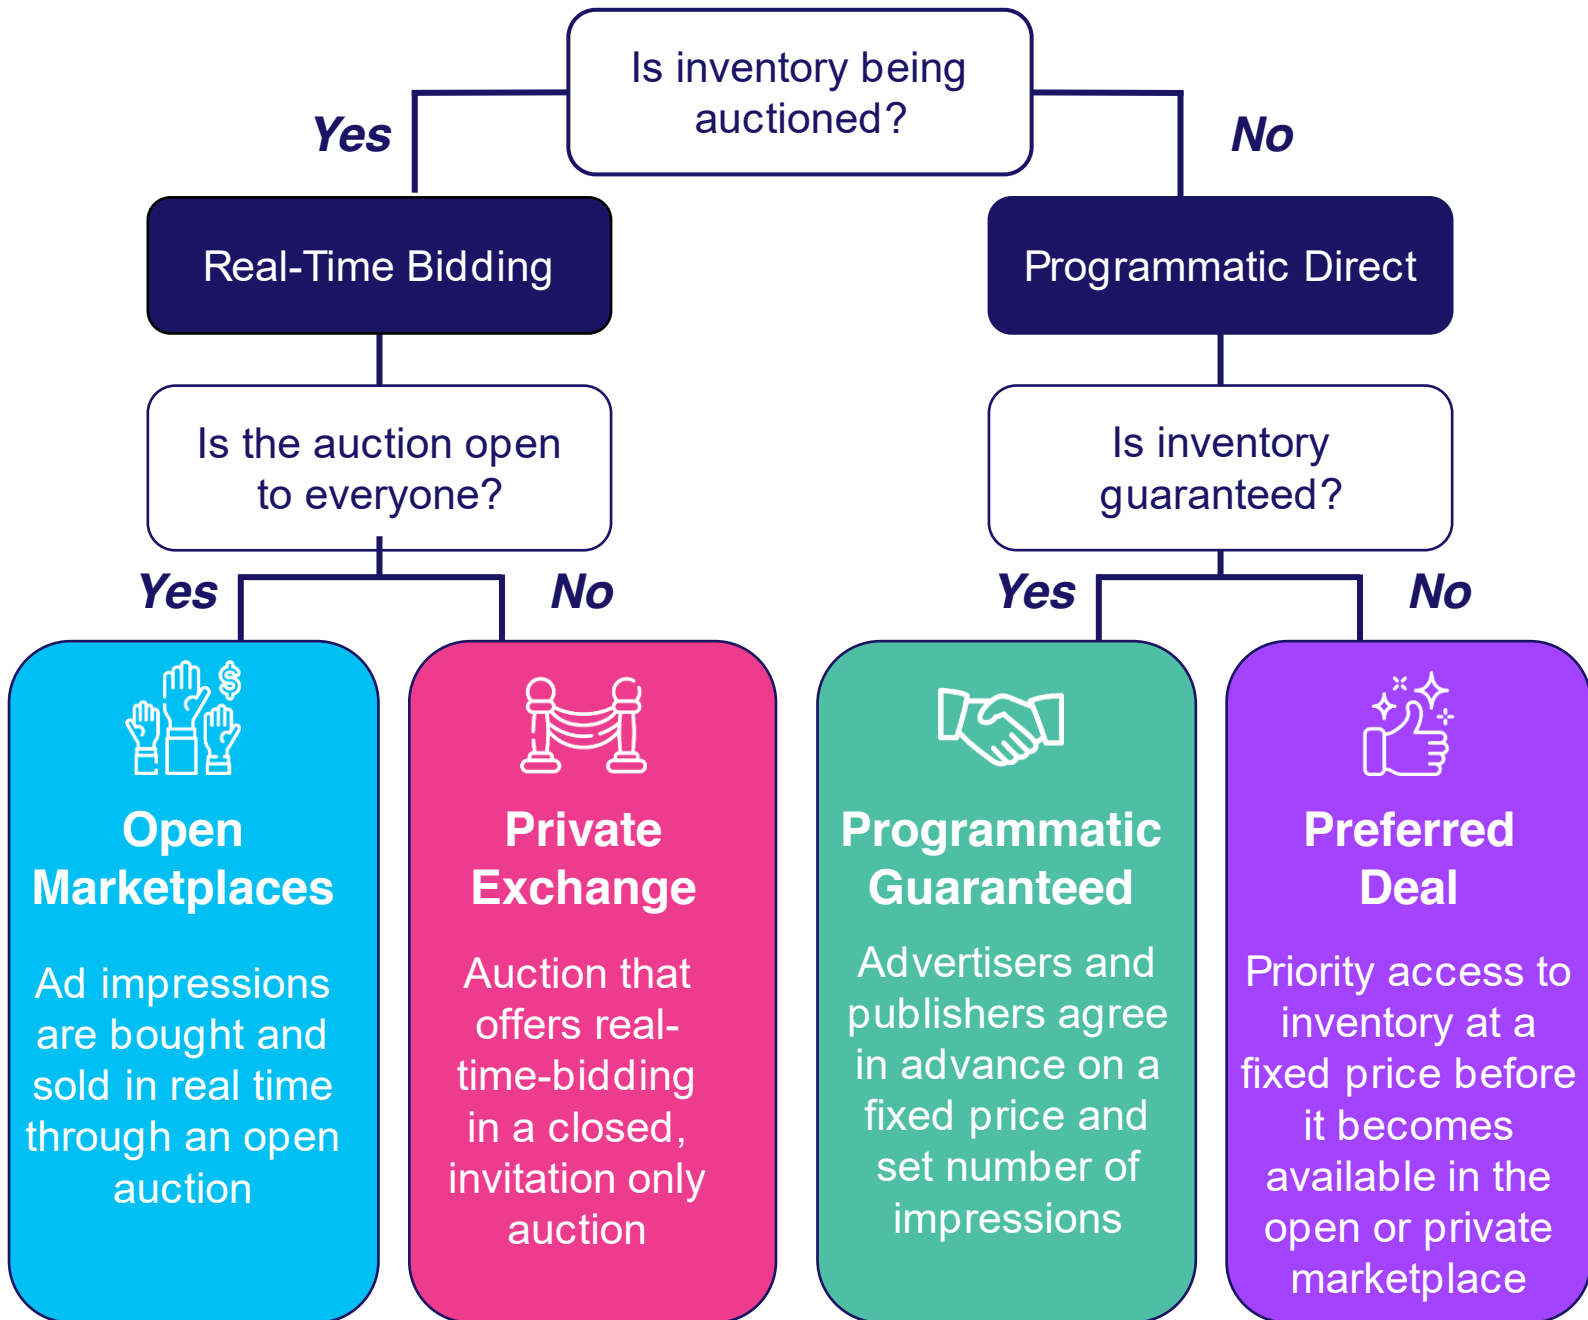 Is inventory being
auctioned?
Yes
No
Real-Time Bidding
Programmatic Direct
Is the auction open
to everyone?
Is inventory
guaranteed?
Yes
No
Yes
No
$
Open
Marketplaces
Ad impressions
are bought and
sold in real time
through an open
auction
Private
Exchange
Auction that
offers real-
time-bidding
in a closed,
invitation only
auction
Programmatic
Guaranteed
Advertisers and
publishers agree
in advance on a
fixed price and
set number of
impressions
Preferred
Deal
Priority access to
inventory at a
fixed price before
it becomes
available in the
open or private
marketplace